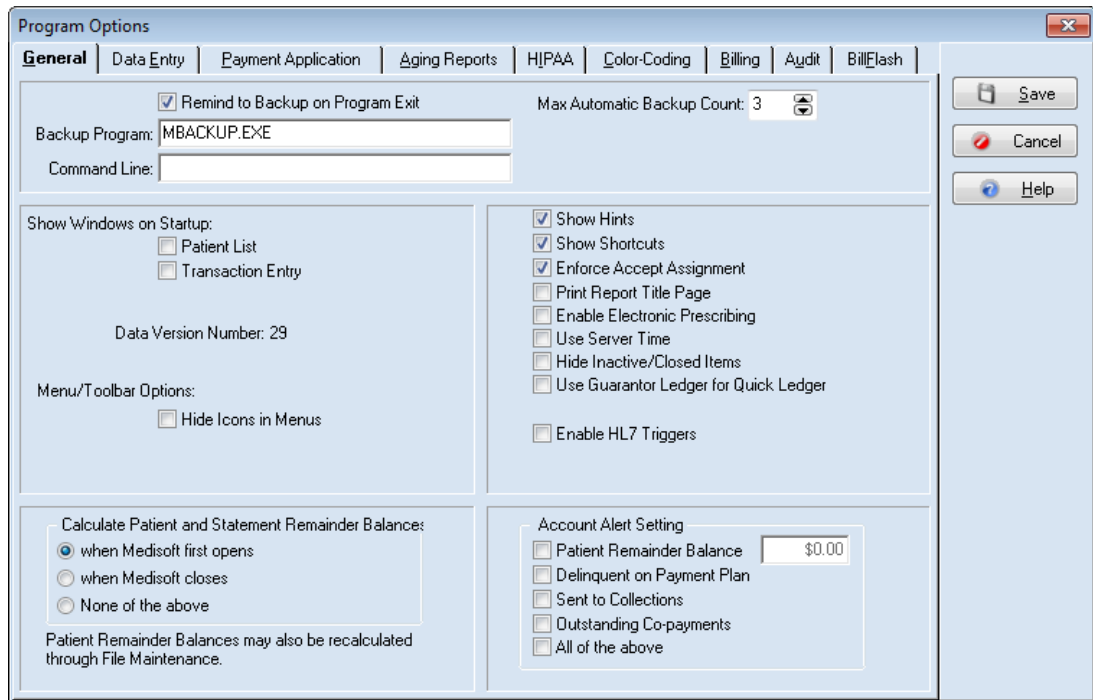 Program Options
General Data Entry Payment Application Aging Reports HIPAA Color-Coding Billing Audit BillFlash
Remind to Backup on Program Exit
Max Automatic Backup Count: 3
Backup Program: MBACKUP.EXE
Command Line:
Save
Cancel
Help
Show Windows on Startup:
Patient List
Transaction Entry
Data Version Number: 29
Menu/Toolbar Options:
Hide Icons in Menus
Show Hints
Show Shortcuts
Enforce Accept Assignment
Print Report Title Page
Enable Electronic Prescribing
Use Server Time
Hide Inactive/Closed Items
Use Guarantor Ledger for Quick Ledger
Enable HL7 Triggers
Calculate Patient and Statement Remainder Balances
when Medisoft first opens
when Medisoft closes
None of the above
Patient Remainder Balances may also be recalculated
through File Maintenance.
Account Alert Setting
Patient Remainder Balance $0.00
Delinquent on Payment Plan
Sent to Collections
Outstanding Co-payments
All of the above